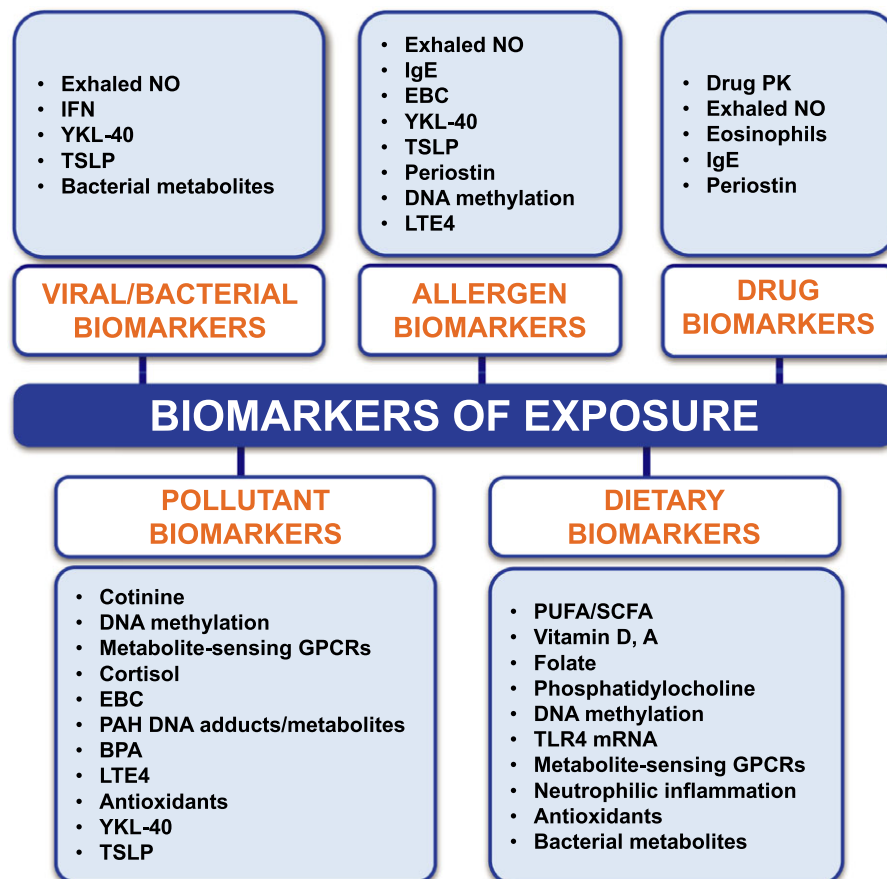 • Exhaled NO
• IFN
• YKL-40
• TSLP
• Bacterial metabolites
VIRAL/BACTERIAL
BIOMARKERS
• Exhaled NO
• IgE
• EBC
• YKL-40
• TSLP
• Periostin
• DNA methylation
• LTE4
ALLERGEN
BIOMARKERS
• Drug PK
• Exhaled NO
• Eosinophils
• IgE
• Periostin
DRUG
BIOMARKERS
BIOMARKERS OF EXPOSURE
POLLUTANT
BIOMARKERS
• Cotinine
• DNA methylation
• Metabolite-sensing GPCRs
• Cortisol
• EBC
• PAH DNA adducts/metabolites
• BPA
• LTE4
• Antioxidants
• YKL-40
• TSLP
DIETARY
BIOMARKERS
• PUFA/SCFA
• Vitamin D, A
• Folate
• Phosphatidylocholine
• DNA methylation
• TLR4 mRNA
• Metabolite-sensing GPCRs
• Neutrophilic inflammation
• Antioxidants
• Bacterial metabolites